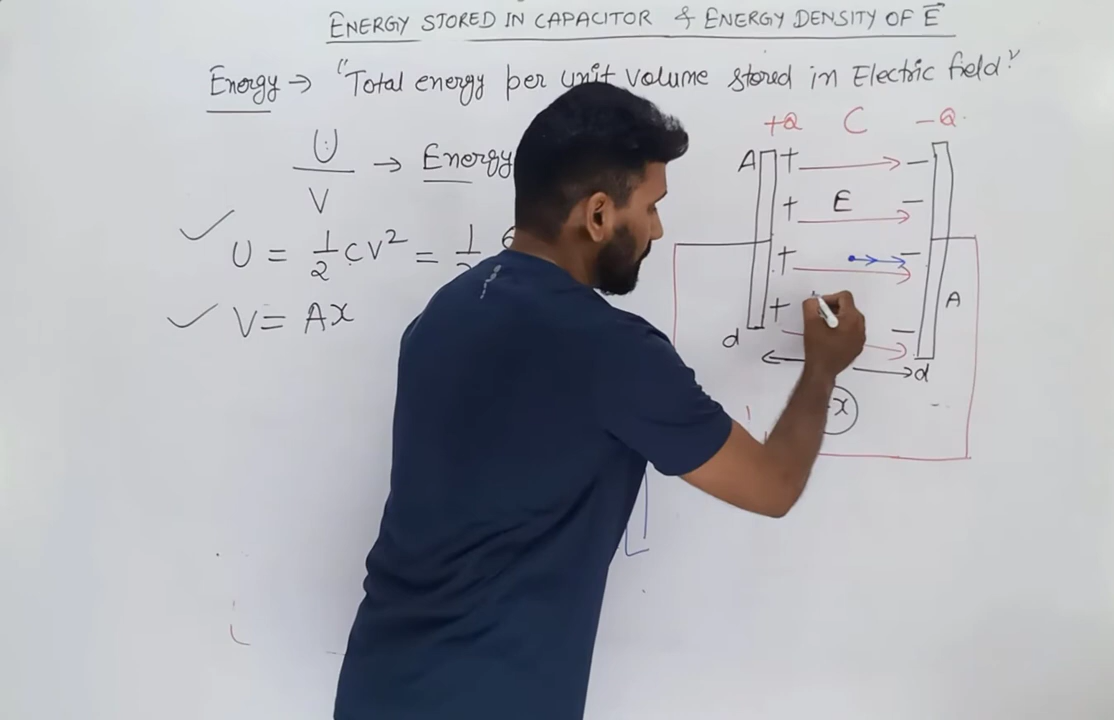 ENERGY STORED IN CAPACITOR & ENERGY DENSITY OF E⃗
Energy → "Total energy per unit volume stored in Electric field"
U/V → Energy
U = 1/2 CV² = 1/2
V = Ax
+Q C -Q
A + −
+ E −
+ −
+ −
A
d d
x